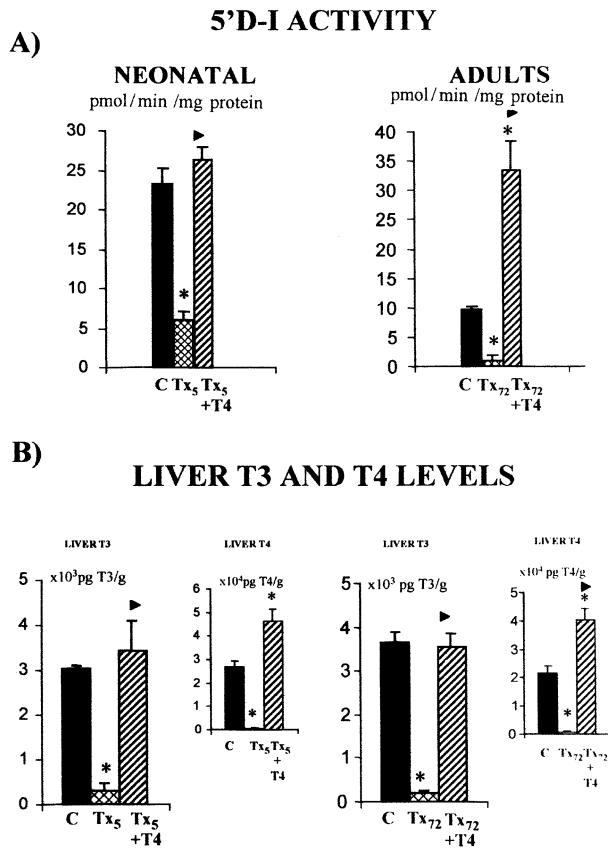 5'D-I ACTIVITY
A)
NEONATAL
pmol/min/mg protein
30
25
20
15
10
5
0
*
C Tx5 Tx5
+T4
ADULTS
pmol/min/mg protein
40
35
30
25
20
15
10
5
0
*
*
C Tx72 Tx72
+T4
B)
LIVER T3 AND T4 LEVELS
LIVER T3
x10³pg T3/g
5
4
3
2
1
0
*
C Tx5 Tx5
+T4
LIVER T4
x10⁴pg T4/g
6
5
4
3
2
1
0
*
*
C Tx5 Tx5
+
T4
LIVER T3
x10³ pg T3/g
5
4
3
2
1
0
*
C Tx72 Tx72
+T4
LIVER T4
x10⁴ pg T4/g
5
4
3
2
1
0
*
*
C Tx72 Tx72
+
T4